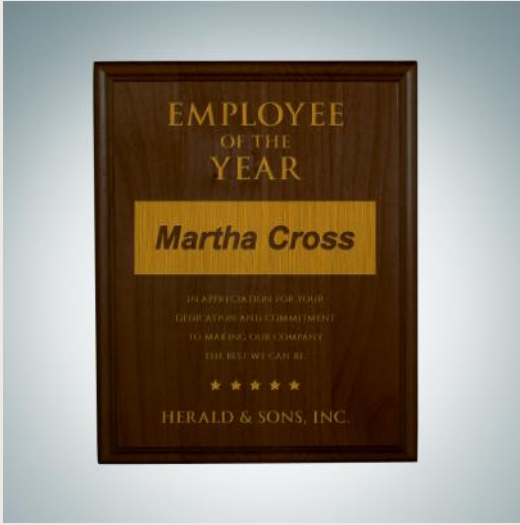 EMPLOYEE
OF THE
YEAR
Martha Cross
IN APPRECIATION FOR YOUR
DEDICATION AND COMMITMENT
TO MAKING OUR COMPANY
THE BEST WE CAN BE.
HERALD & SONS, INC.